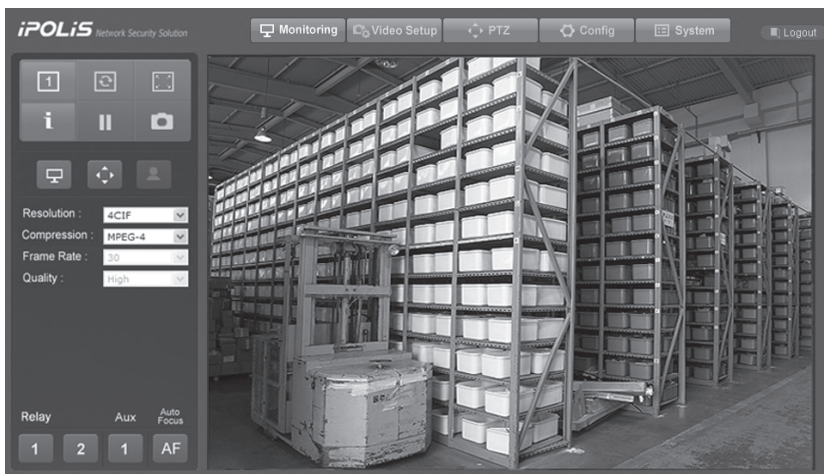 iPOLiS Network Security Solution
Monitoring
Video Setup
PTZ
Config
System
Logout
1
i
Resolution : 4CIF
Compression : MPEG-4
Frame Rate : 30
Quality : High
Relay
Aux
Auto
Focus
1
2
1
AF